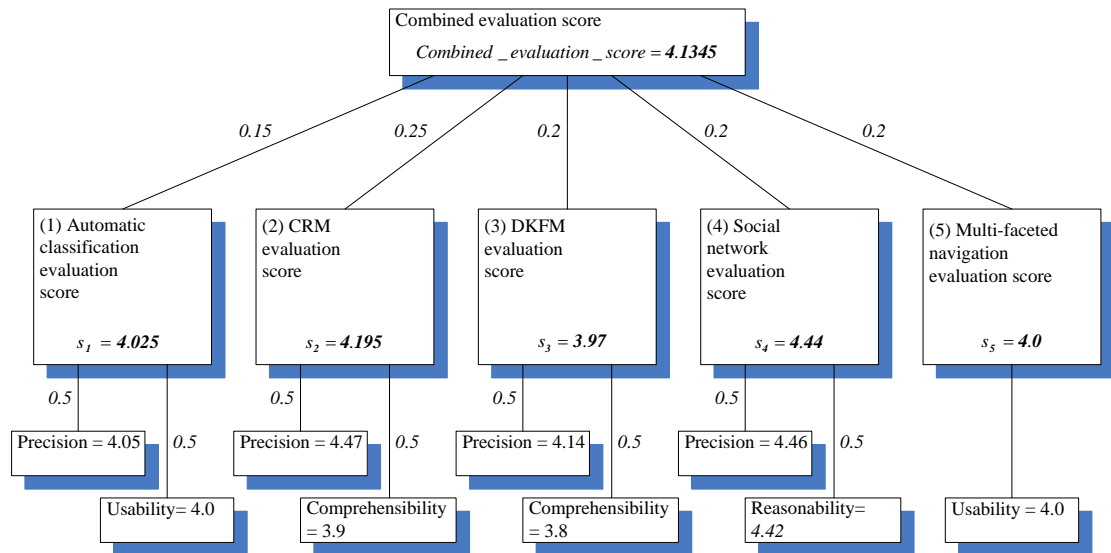 Combined evaluation score
Combined _ evaluation _ score = 4.1345
0.15
0.25
0.2
0.2
0.2
(1) Automatic
classification
evaluation
score
s1 = 4.025
(2) CRM
evaluation
score
s2 = 4.195
(3) DKFM
evaluation
score
s3 = 3.97
(4) Social
network
evaluation
score
s4 = 4.44
(5) Multi-faceted
navigation
evaluation score
s5 = 4.0
0.5
0.5
0.5
0.5
Precision = 4.05
0.5
Precision = 4.47
0.5
Precision = 4.14
0.5
Precision = 4.46
0.5
Usability= 4.0
Comprehensibility
= 3.9
Comprehensibility
= 3.8
Reasonability=
4.42
Usability = 4.0